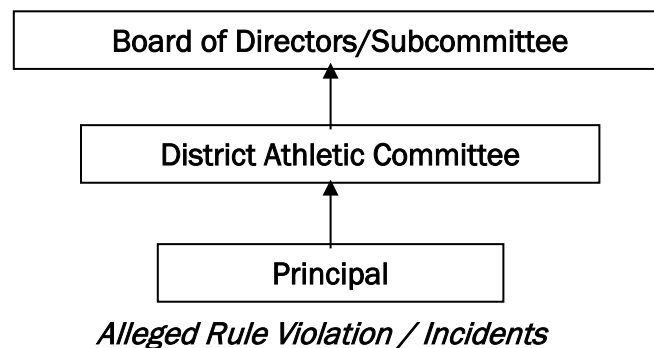 Board of Directors/Subcommittee
District Athletic Committee
Principal
Alleged Rule Violation / Incidents